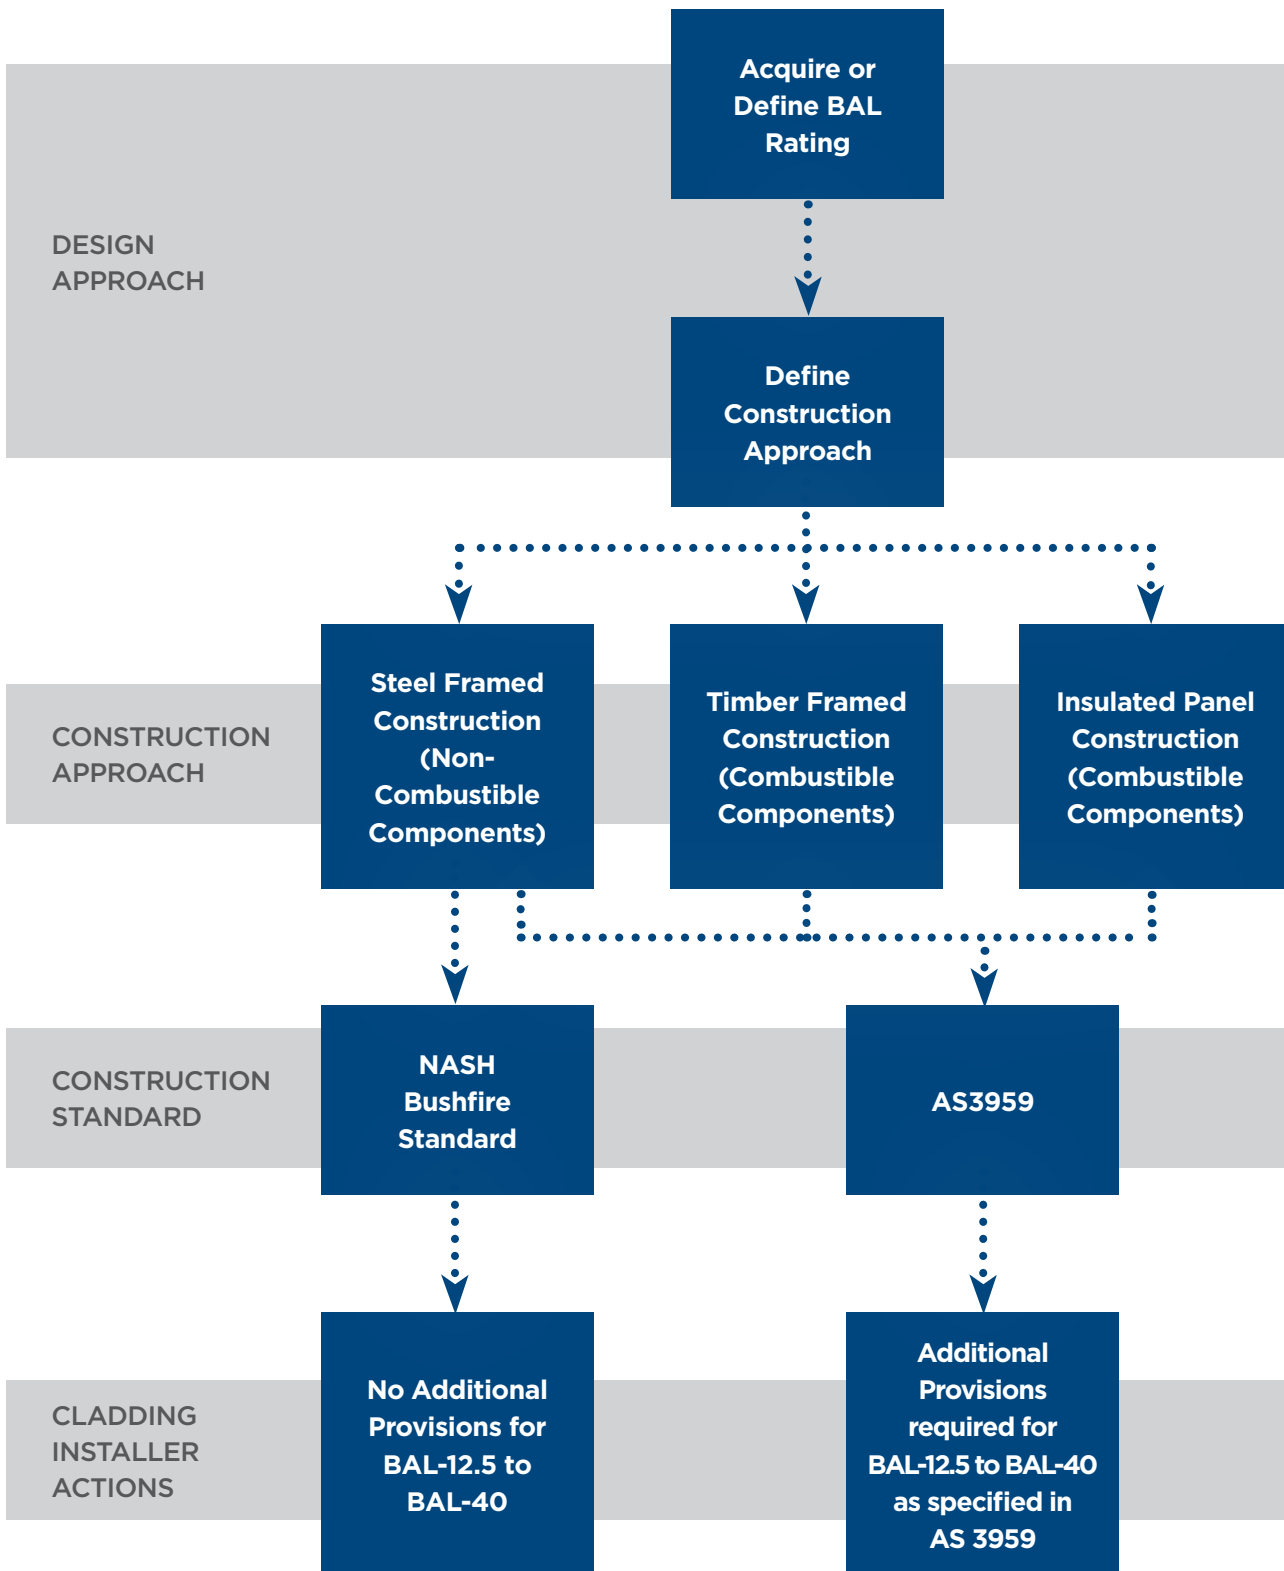 Acquire or
Define BAL
Rating
DESIGN
APPROACH
Define
Construction
Approach
CONSTRUCTION
APPROACH
Steel Framed
Construction
(Non-
Combustible
Components)
Timber Framed
Construction
(Combustible
Components)
Insulated Panel
Construction
(Combustible
Components)
CONSTRUCTION
STANDARD
NASH
Bushfire
Standard
AS3959
CLADDING
INSTALLER
ACTIONS
No Additional
Provisions for
BAL-12.5 to
BAL-40
Additional
Provisions
required for
BAL-12.5 to BAL-40
as specified in
AS 3959